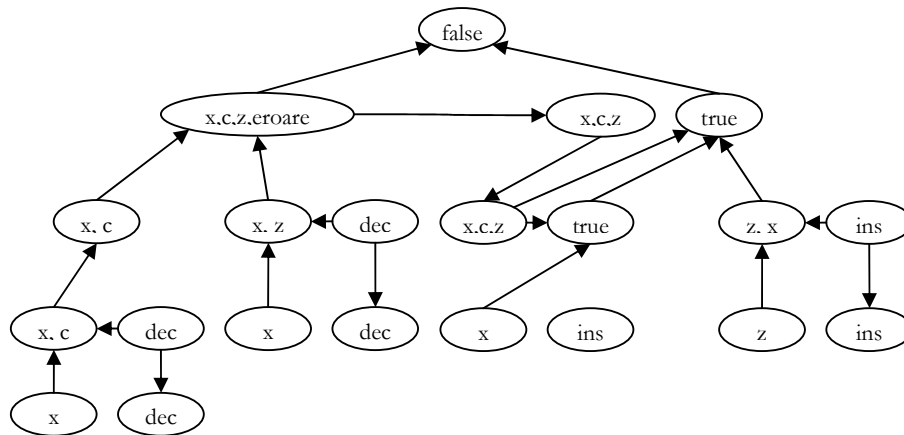 false
x,c,z,eroare
x,c,z
true
x, c
x, z
dec
x,c,z
true
z, x
ins
x, c
dec
x
dec
x
ins
z
ins
x
dec